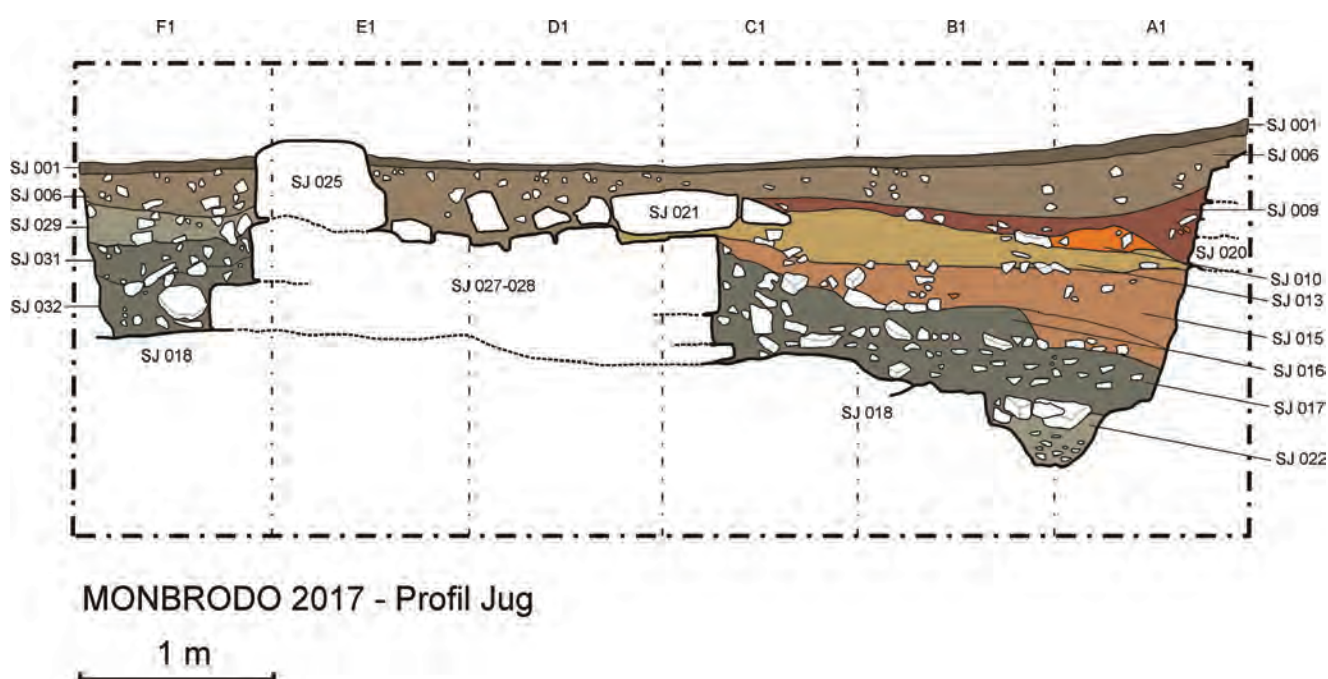 F1 E1 D1 C1 B1 A1
SJ 001
SJ 006
SJ 029
SJ 031
SJ 032
SJ 018
SJ 025
SJ 021
SJ 027-028
SJ 018
SJ 001
SJ 006
SJ 009
SJ 020
SJ 010
SJ 013
SJ 015
SJ 016
SJ 017
SJ 022
MONBRODO 2017 - Profil Jug
1 m